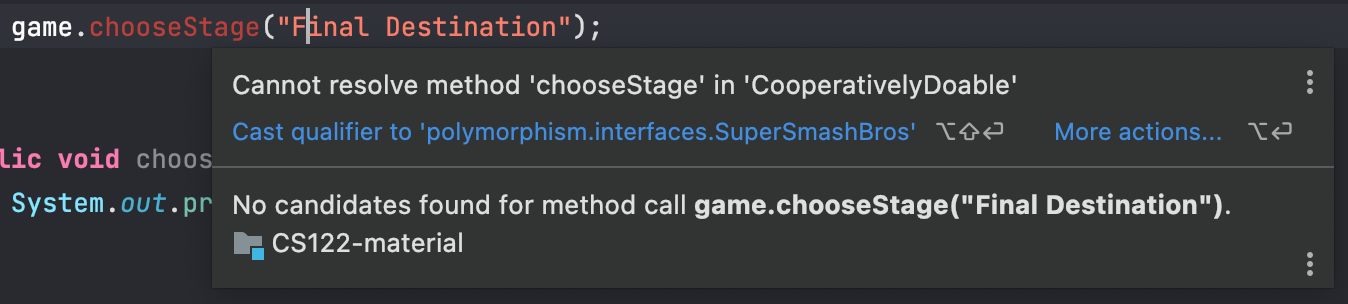 game.chooseStage("Final Destination");
Cannot resolve method 'chooseStage' in 'CooperativelyDoable'
Cast qualifier to 'polymorphism.interfaces.SuperSmashBros' ⌥⇧⏎ More actions... ⌥⏎
lic void choos
System.out.pr
No candidates found for method call game.chooseStage("Final Destination").
CS122-material